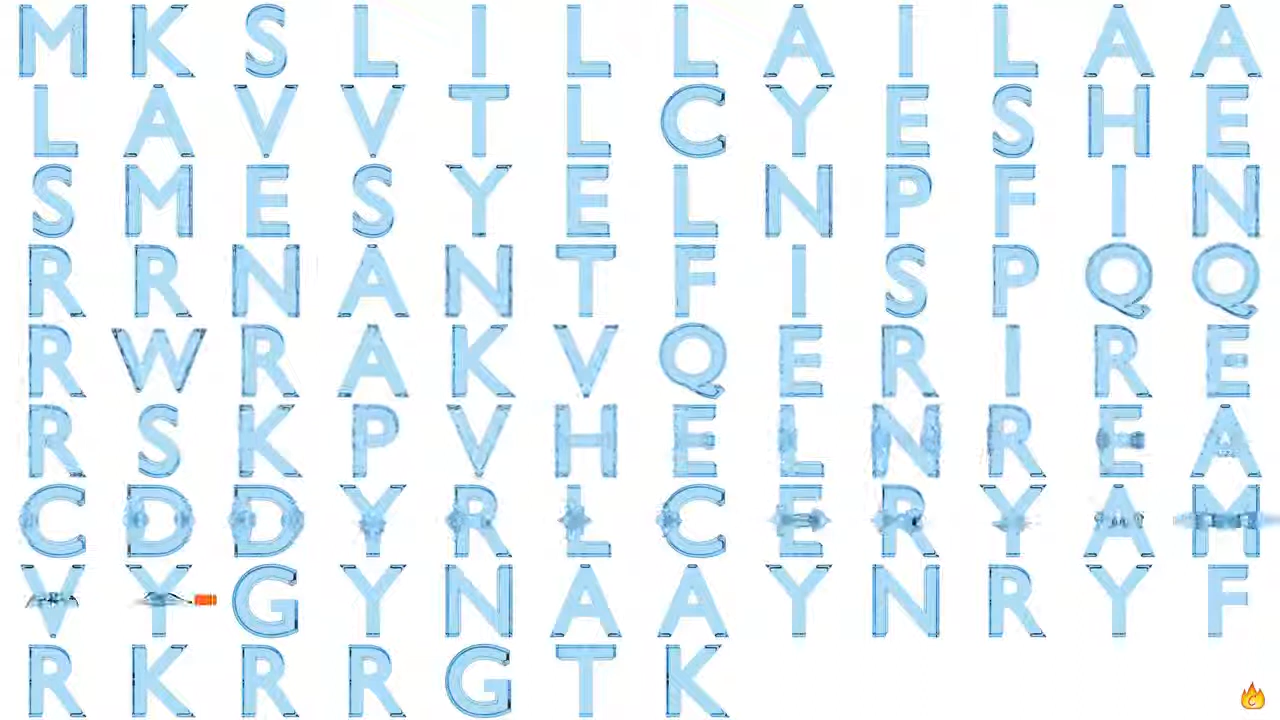 M K S L I L L A I L A A
L A V V T L C Y E S H E
S M E S Y E L N P F I N
R R N A N T F I S P Q Q
R W R A K V Q E R I R E
R S K P V H E L N R E A
C D D Y R L C E R Y A M
V Y G Y N A A Y N R Y F
R K R R G T K